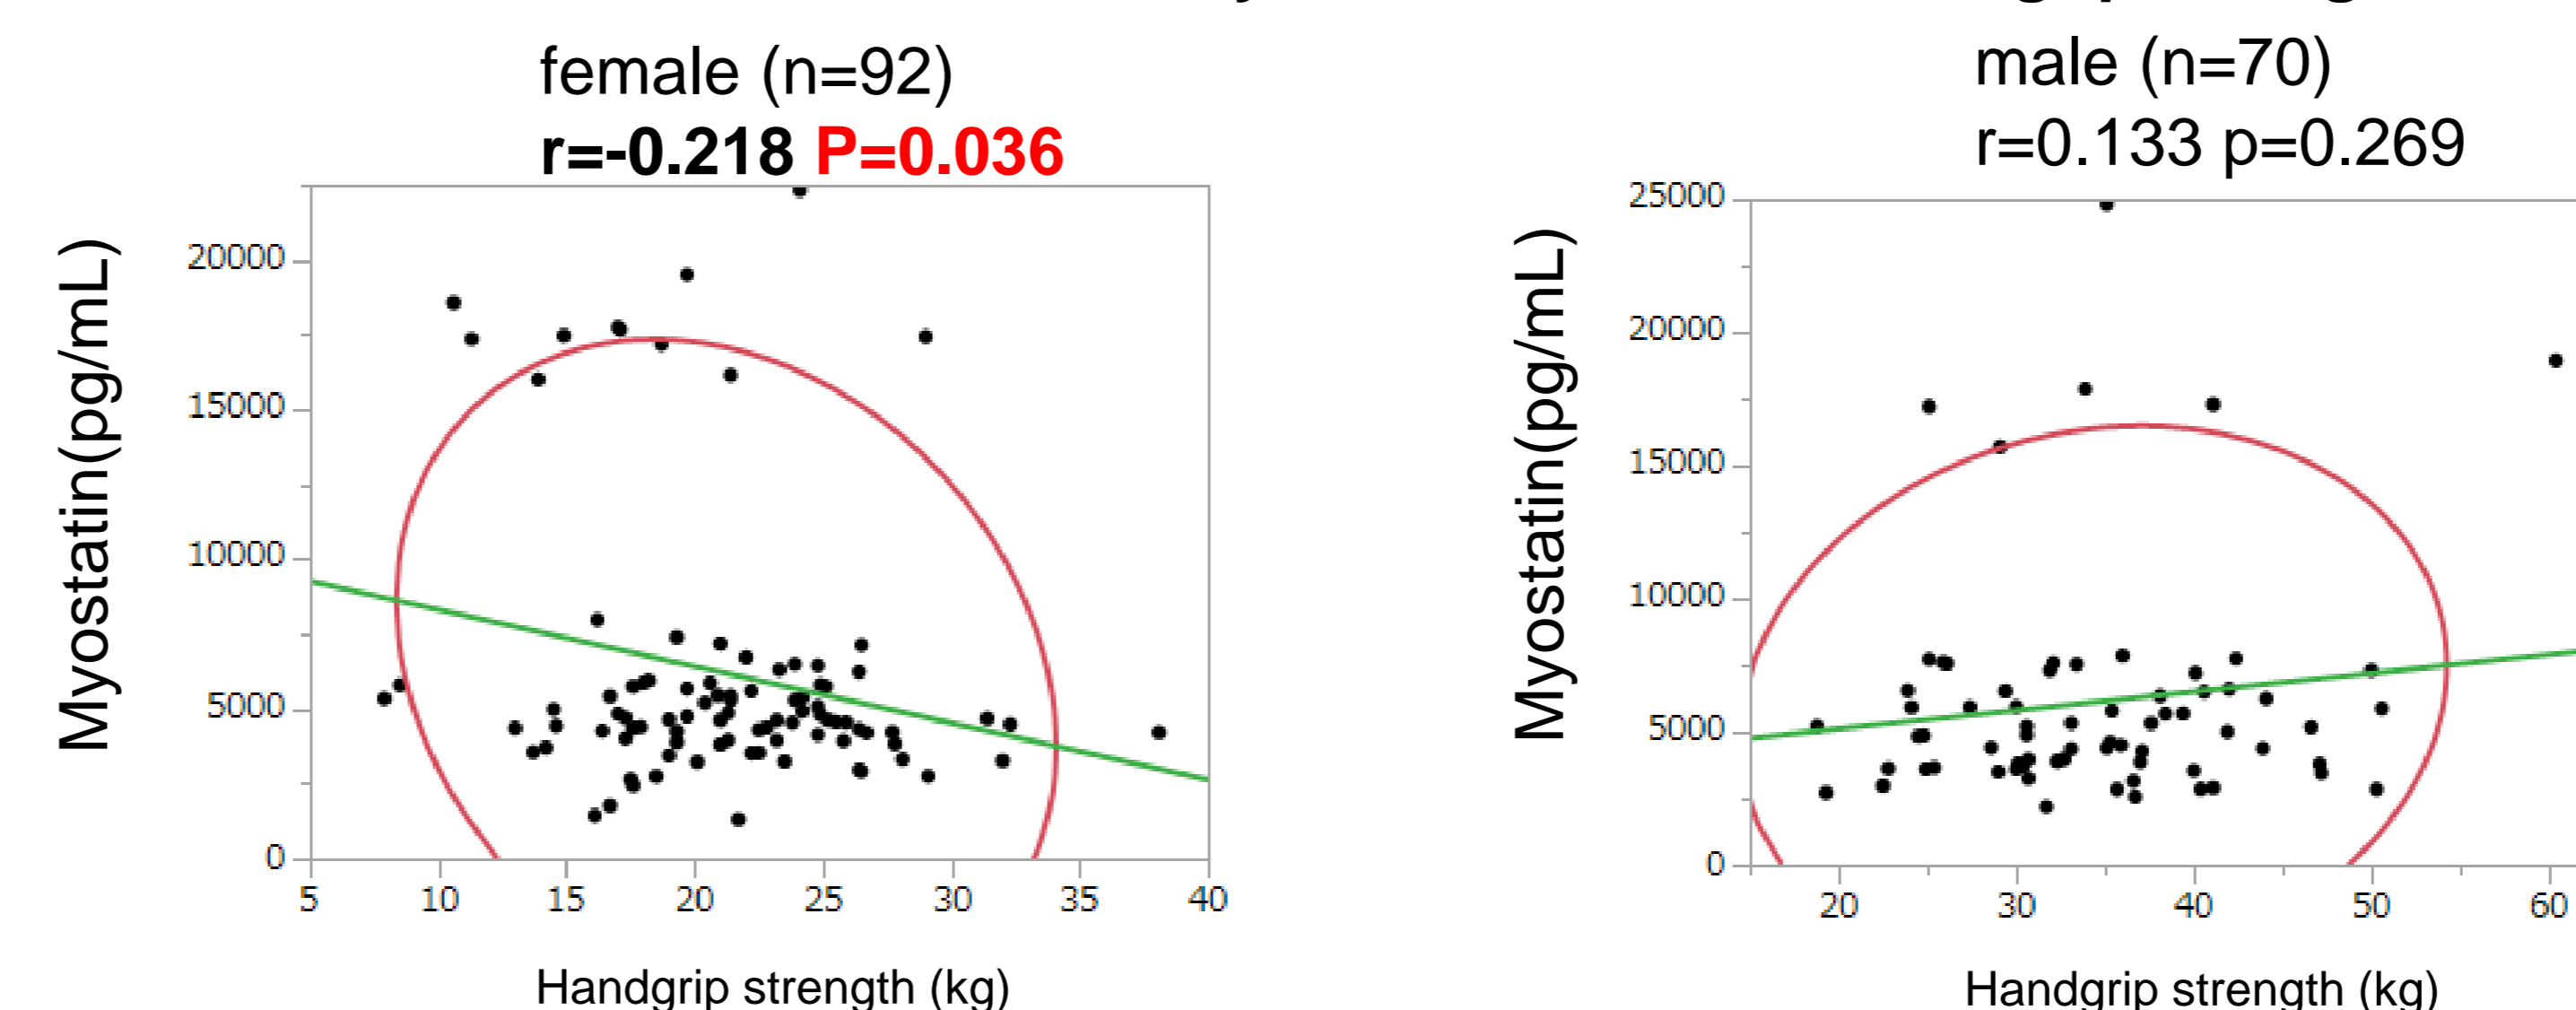 female (n=92)
r=-0.218 P=0.036
Myostatin(pg/mL)
20000
15000
10000
5000
0
5 10 15 20 25 30 35 40
Handgrip strength (kg)
male (n=70)
r=0.133 p=0.269
Myostatin(pg/mL)
25000
20000
15000
10000
5000
0
20 30 40 50 60
Handgrip strength (kg)